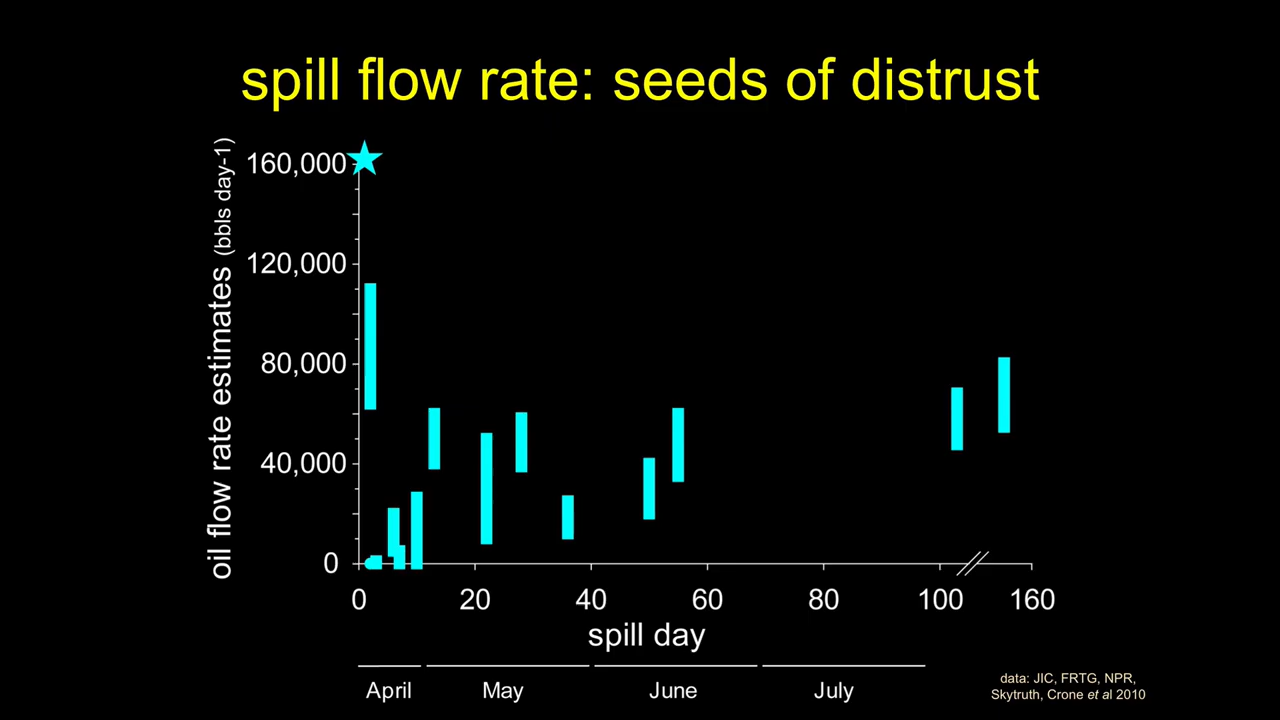 spill flow rate: seeds of distrust
oil flow rate estimates (bbls day-1)
160,000
120,000
80,000
40,000
0
0 20 40 60 80 100 160
spill day
April May June July
data: JIC, FRTG, NPR,
Skytruth, Crone et al 2010